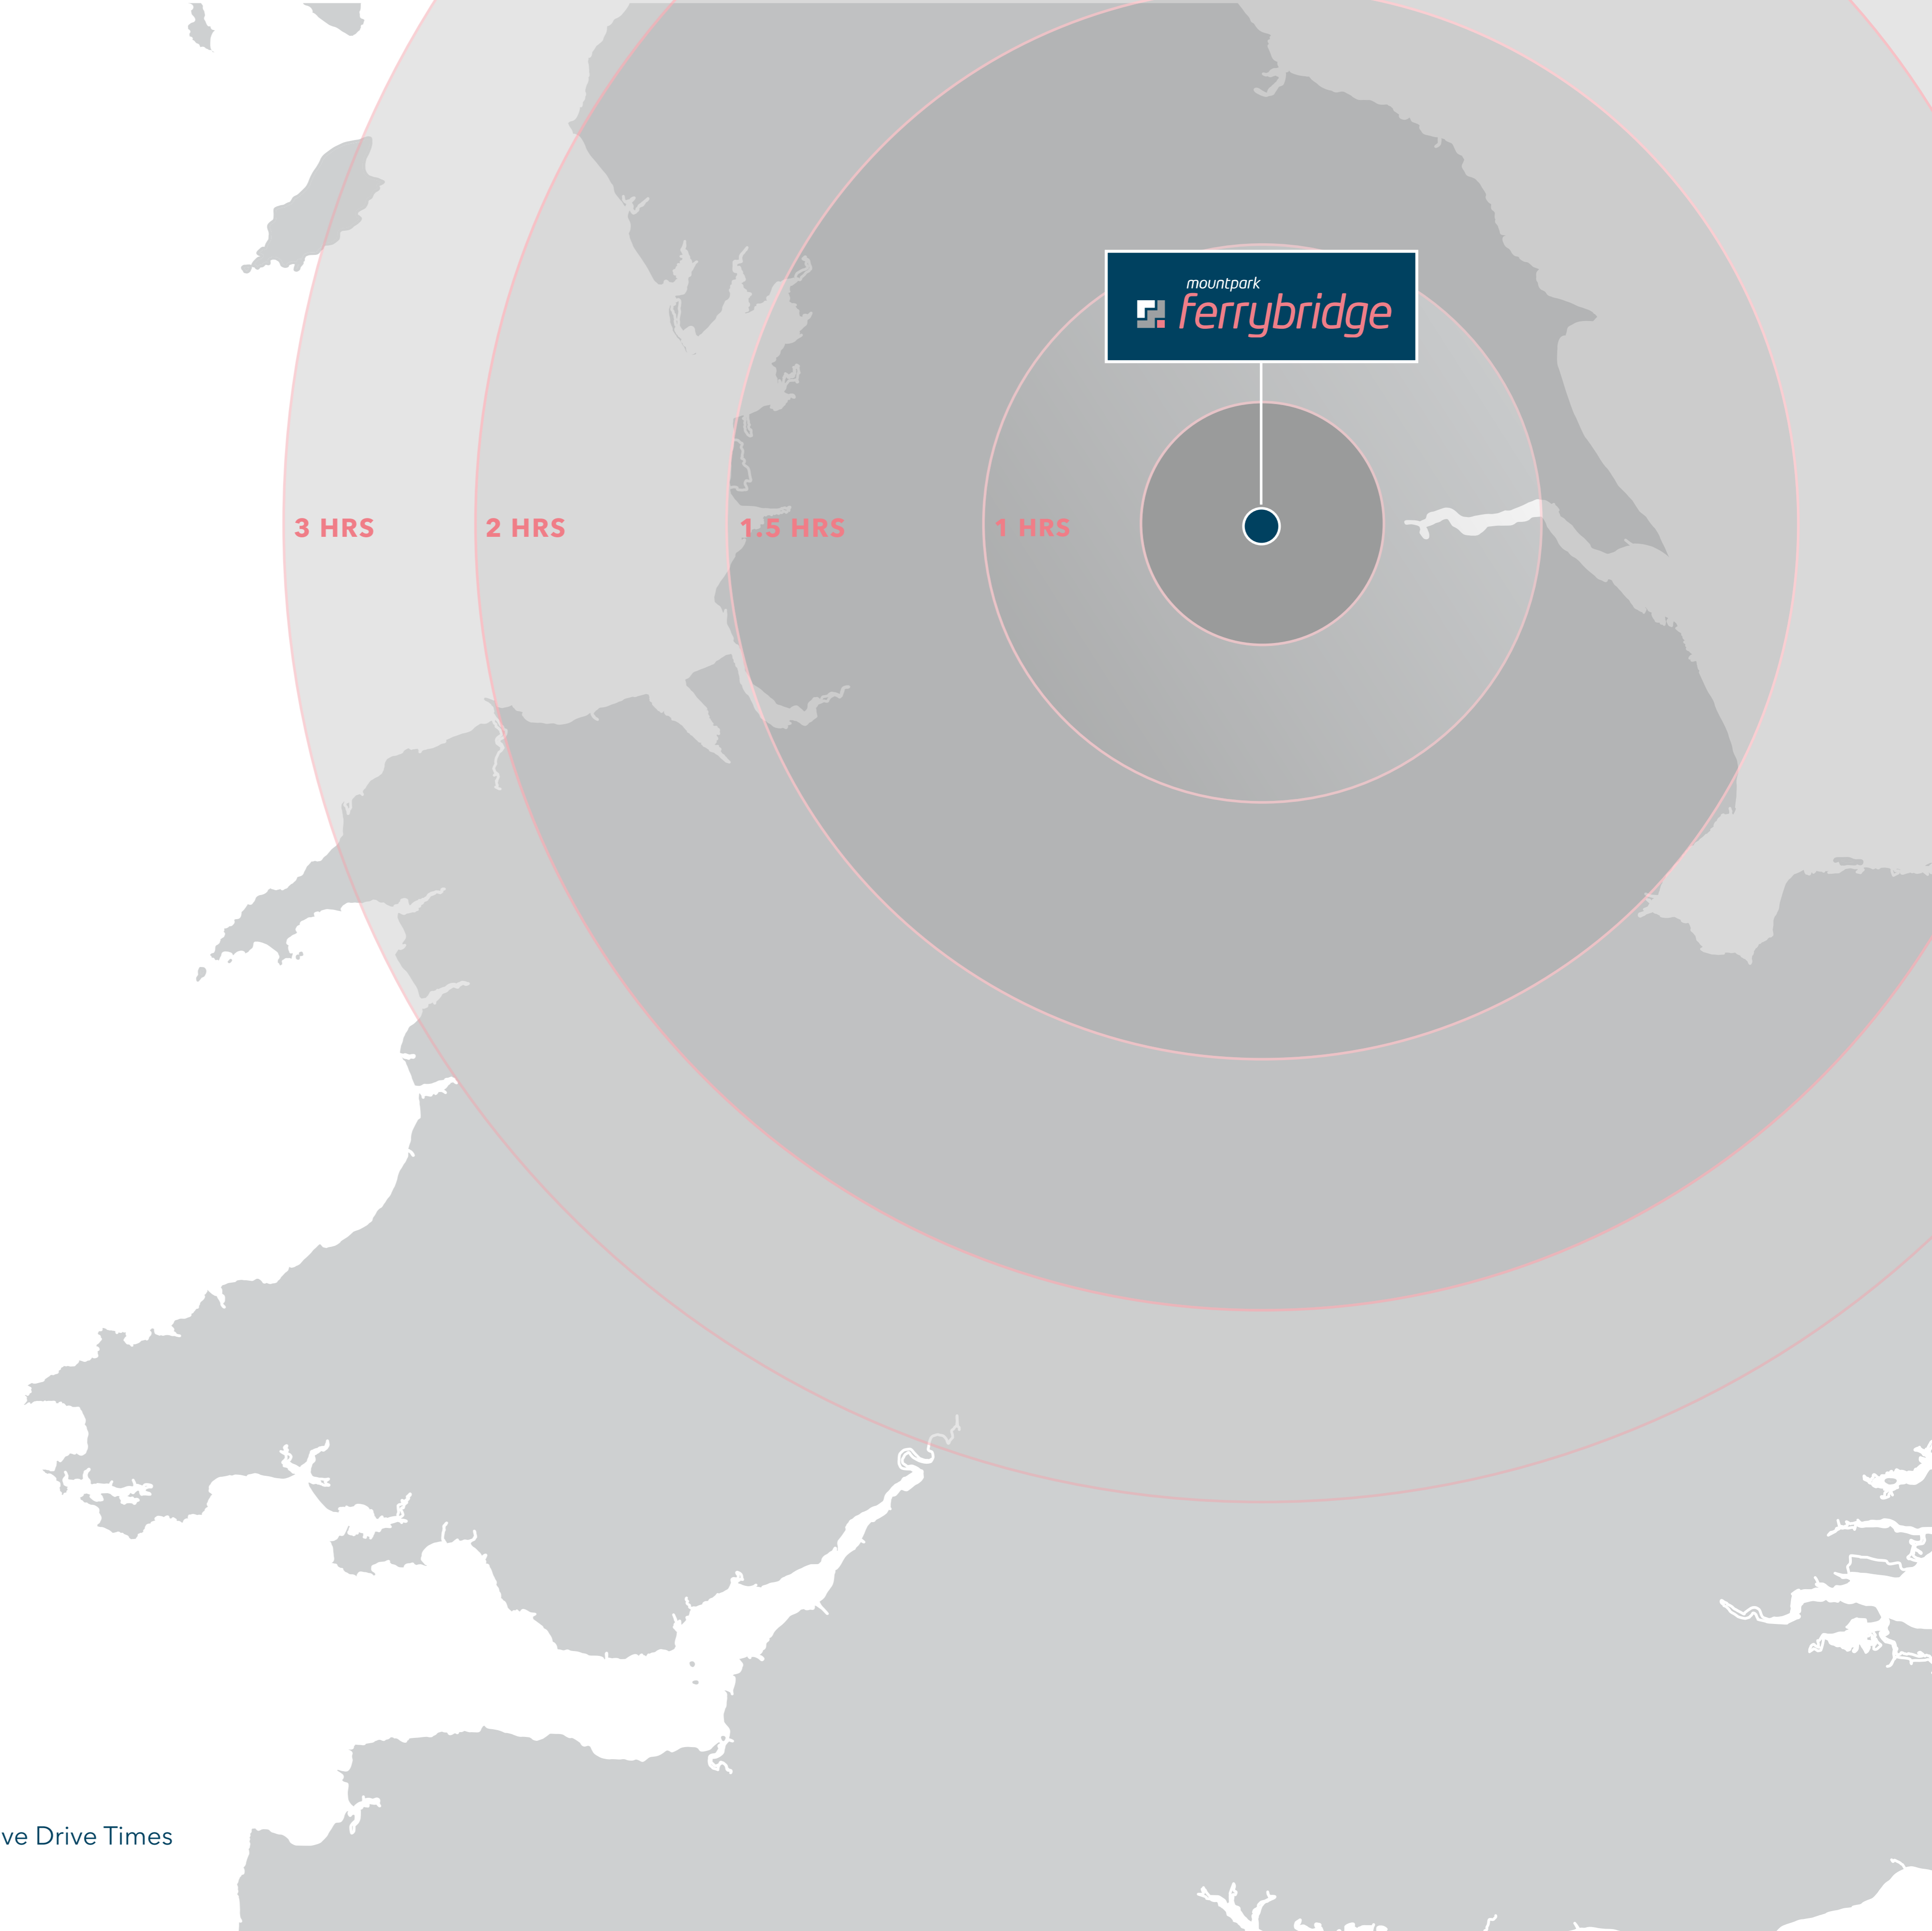 mountpark
ferrybridge
3 HRS
2 HRS
1.5 HRS
1 HRS
ve Drive Times